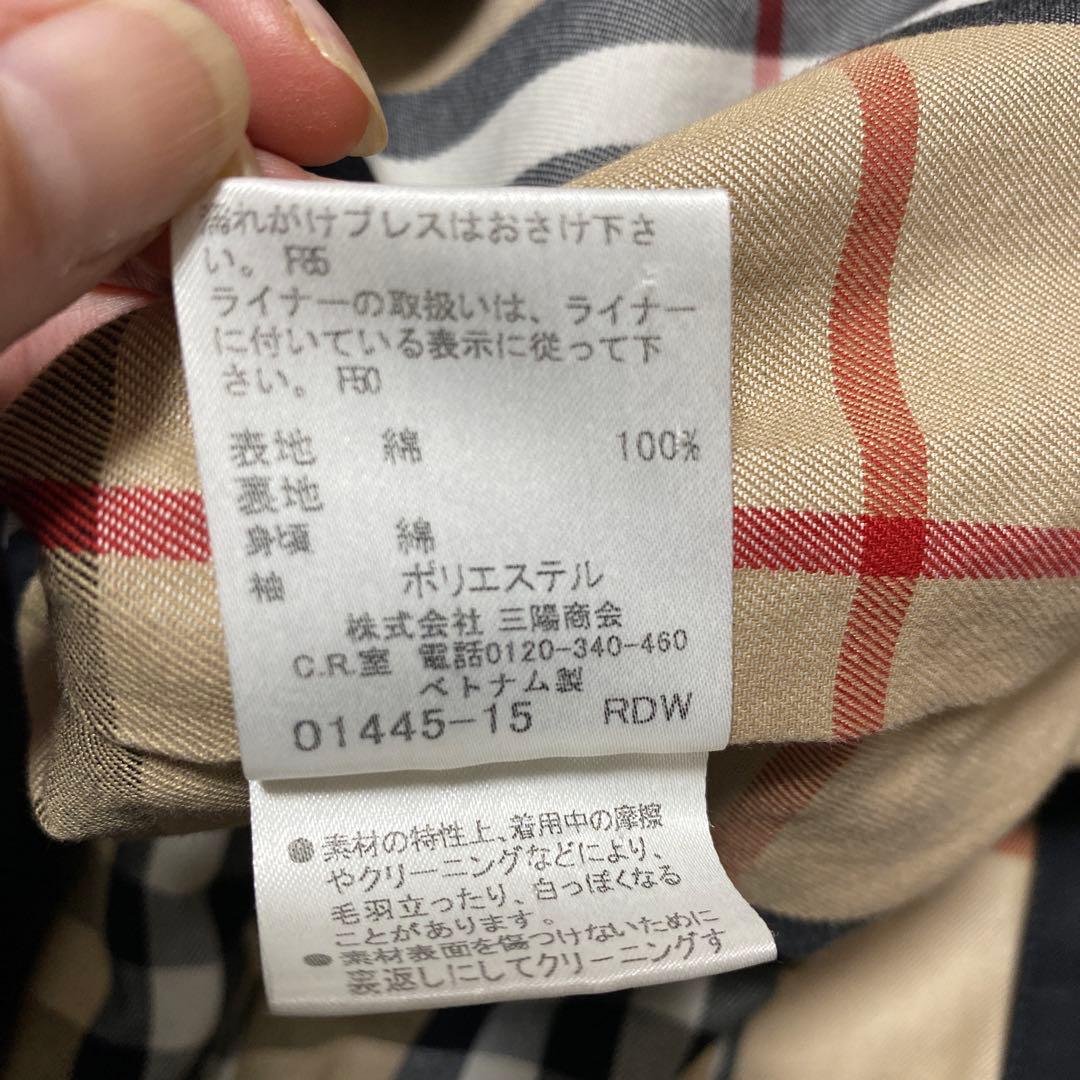 濡れがけプレスはおさけ下さ
い。 F65
ライナーの取扱いは、ライナー
に付いている表示に従って下
さい。 F50
表地 綿 100%
裏地
身頃 綿
袖 ポリエステル
株式会社 三陽商会
C.R.室 電話0120-340-460
ベトナム製
01445-15 RDW
●素材の特性上、着用中の摩擦
やクリーニングなどにより、
毛羽立ったり、白っぽくなる
ことがあります。
●素材表面を傷つけないために
裏返しにしてクリーニングす